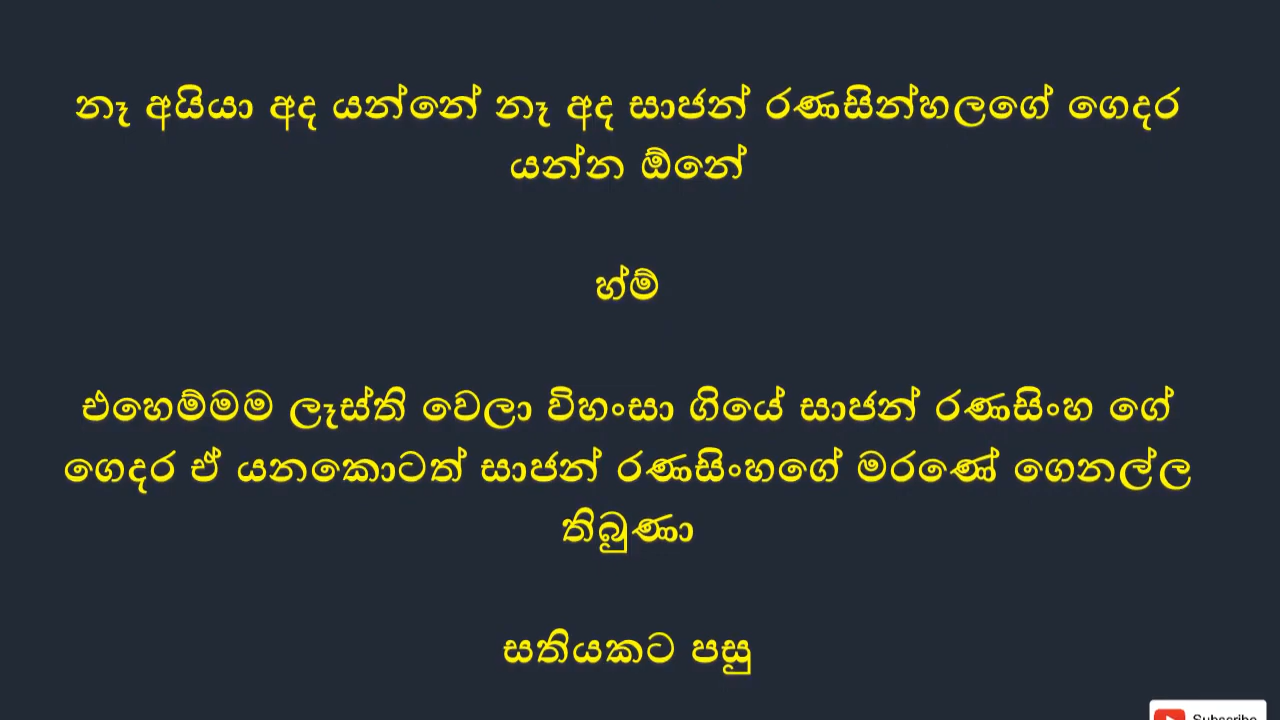 නෑ අයියා අද යන්නේ නෑ අද සාජන් රණසින්හලගේ ගෙදර
යන්න ඕනේ
හ්ම්
එහෙම්මම ලෑස්ති වෙලා විහංසා ගියේ සාජන් රණසිංහ ගේ
ගෙදර ඒ යනකොටත් සාජන් රණසිංහගේ මරණේ ගෙනල්ල
තිබුණා
සතියකට පසු
Subscribe